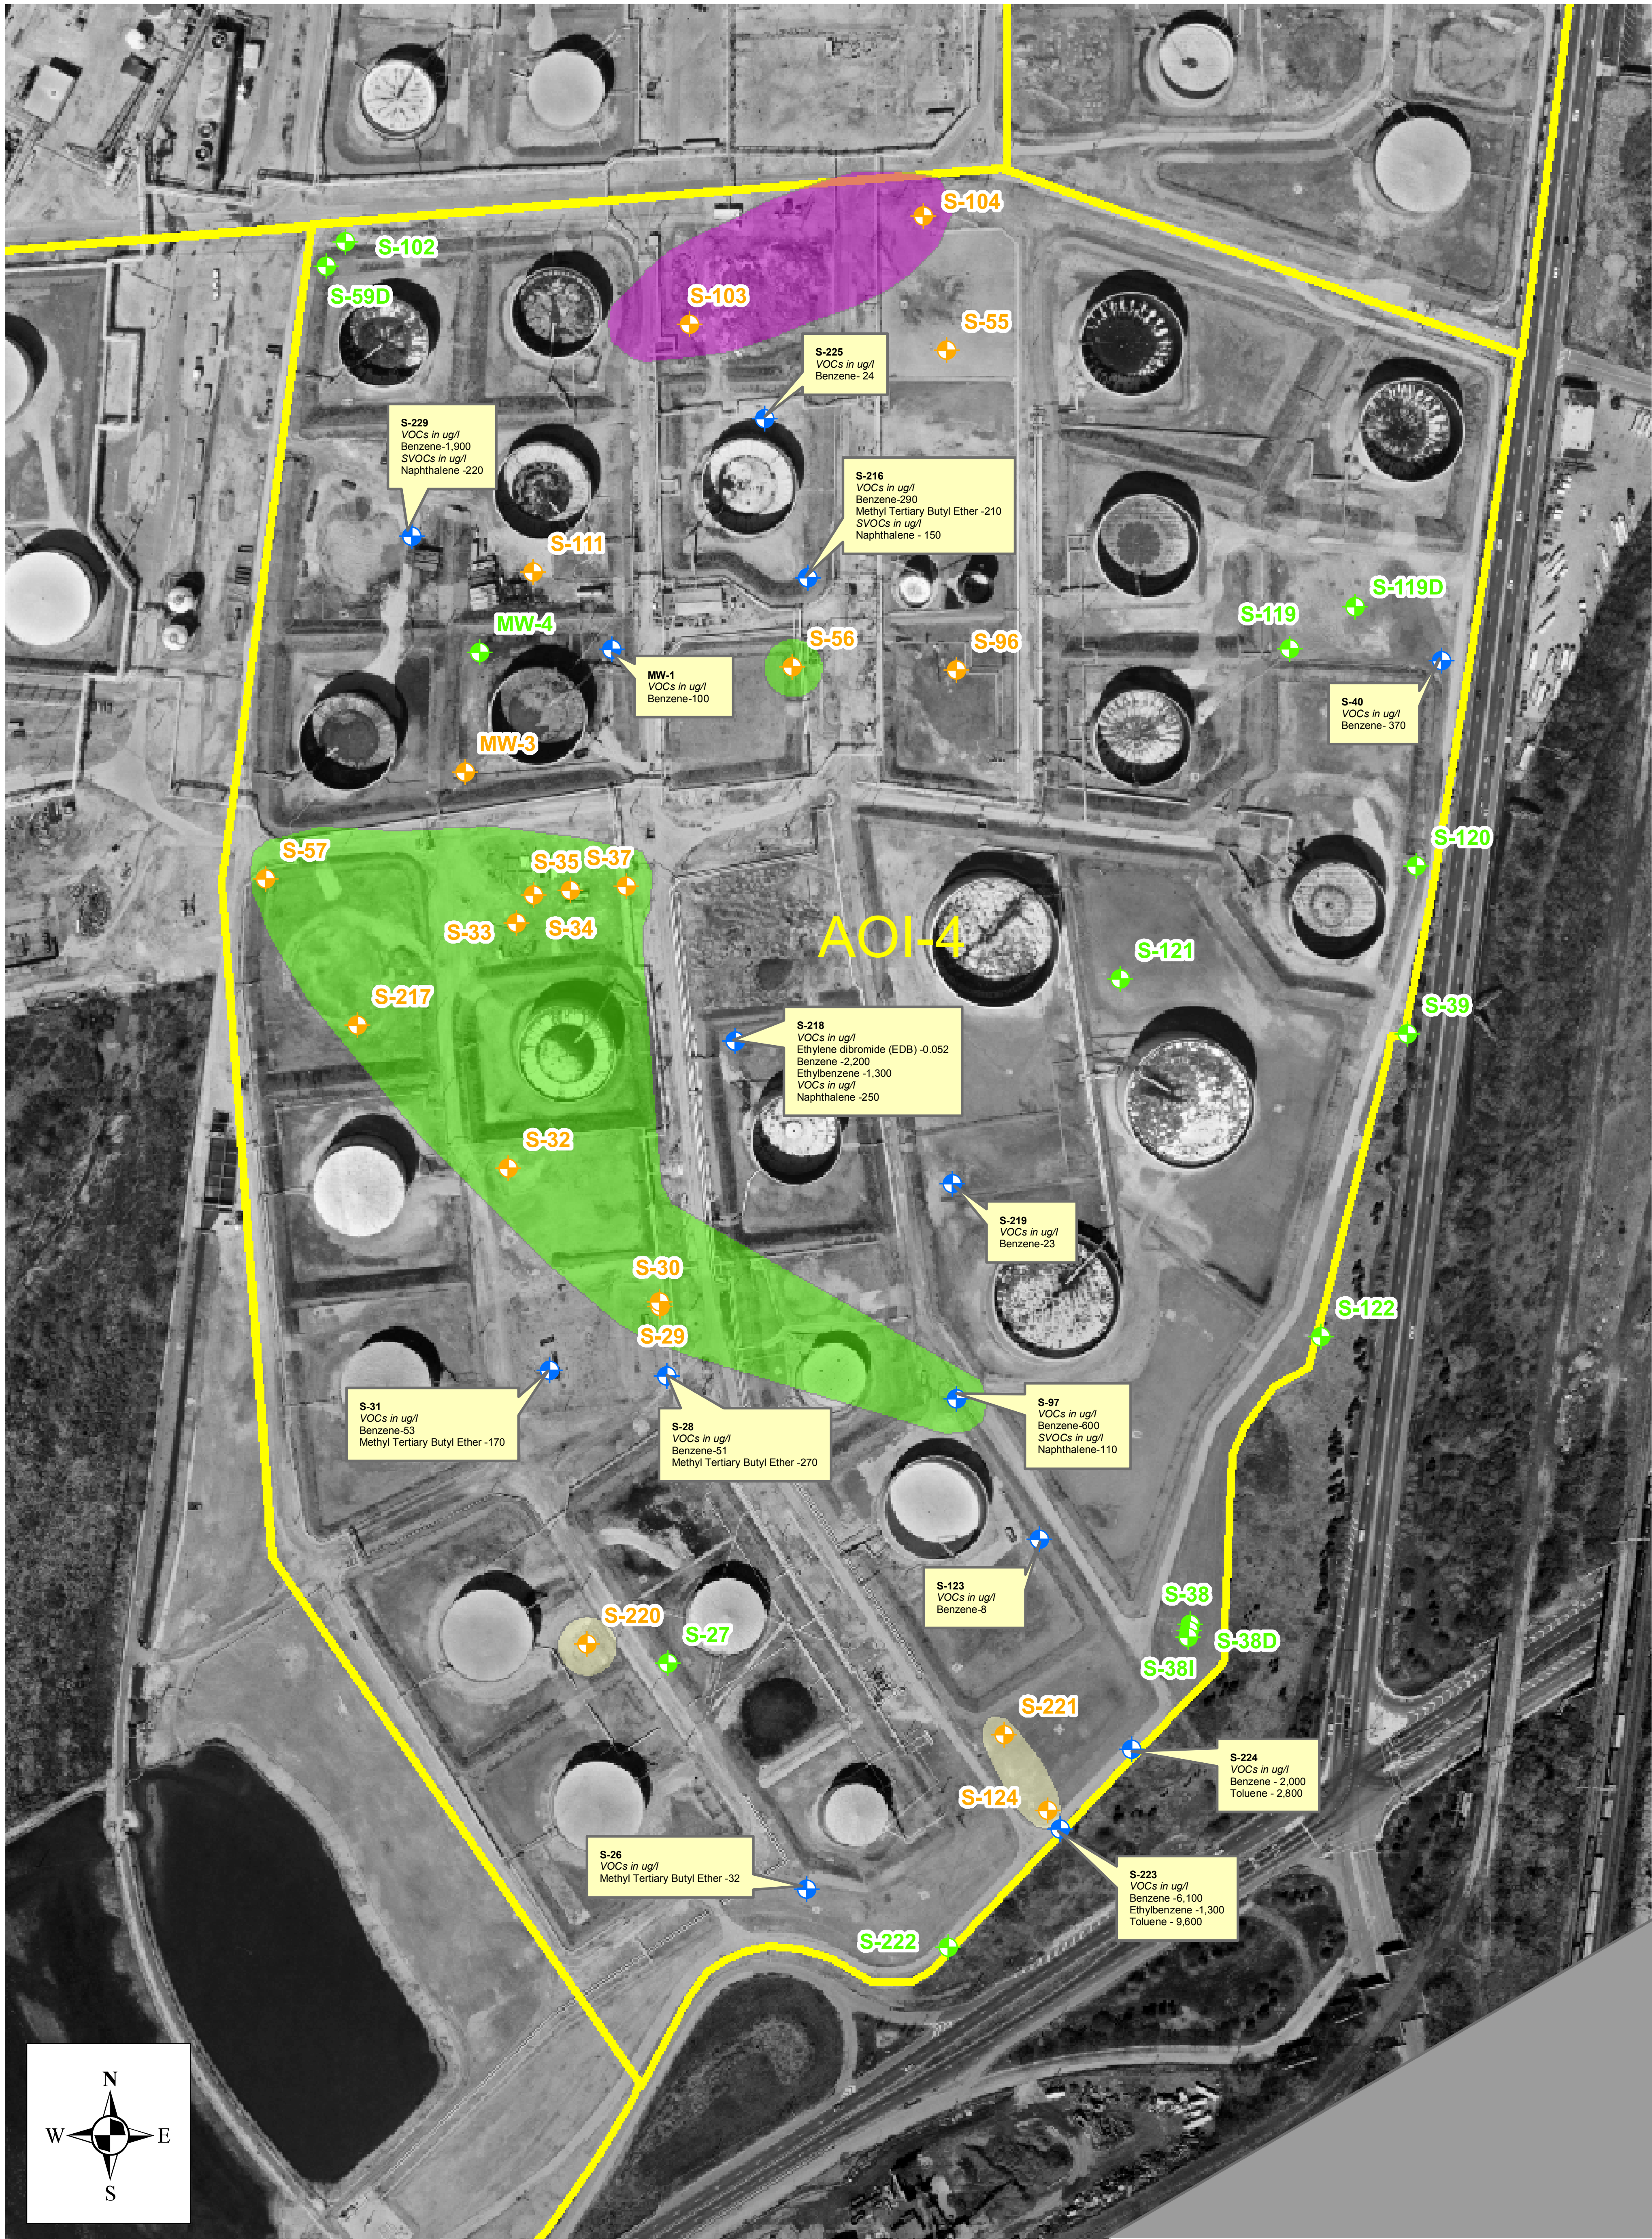 S-104
S-102
S-59D
S-103
S-55
S-225
VOCs in ug/l
Benzene- 24
S-229
VOCs in ug/l
Benzene-1,900
SVOCs in ug/l
Naphthalene -220
S-216
VOCs in ug/l
Benzene-290
Methyl Tertiary Butyl Ether -210
SVOCs in ug/l
Naphthalene - 150
S-111
S-119D
S-119
MW-4
S-56
S-96
MW-1
VOCs in ug/l
Benzene-100
S-40
VOCs in ug/l
Benzene- 370
MW-3
S-120
S-57
S-35
S-37
S-33
S-34
AOI-4
S-121
S-217
S-39
S-218
VOCs in ug/l
Ethylene dibromide (EDB) -0.052
Benzene -2,200
Ethylbenzene -1,300
VOCs in ug/l
Naphthalene -250
S-32
S-219
VOCs in ug/l
Benzene-23
S-30
S-29
S-122
S-31
VOCs in ug/l
Benzene-53
Methyl Tertiary Butyl Ether -170
S-28
VOCs in ug/l
Benzene-51
Methyl Tertiary Butyl Ether -270
S-97
VOCs in ug/l
Benzene-600
SVOCs in ug/l
Naphthalene-110
S-123
VOCs in ug/l
Benzene-8
S-38
S-38D
S-38I
S-220
S-27
S-221
S-124
S-224
VOCs in ug/l
Benzene - 2,000
Toluene - 2,800
S-26
VOCs in ug/l
Methyl Tertiary Butyl Ether -32
S-223
VOCs in ug/l
Benzene -6,100
Ethylbenzene -1,300
Toluene - 9,600
S-222
N
W E
S